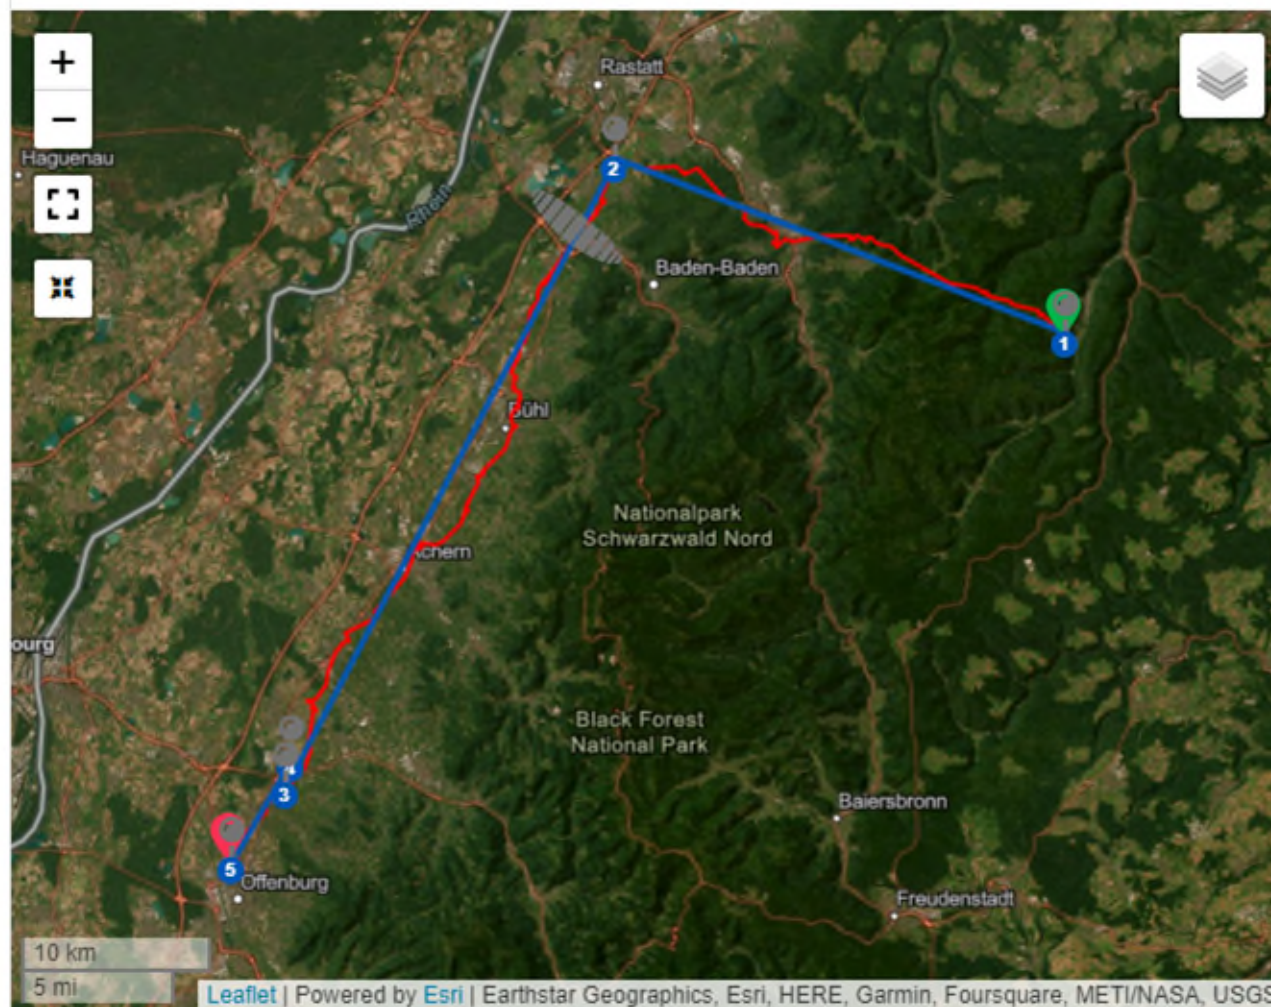 +
Rastatt
−
Haguenau
2
Rhein
Baden-Baden
1
Bühl
Nationalpark
Schwarzwald Nord
Achern
ourg
Black Forest
National Park
3
Baiersbronn
5
Offenburg
Freudenstadt
10 km
5 mi
Leaflet | Powered by Esri | Earthstar Geographics, Esri, HERE, Garmin, Foursquare, METI/NASA, USGS